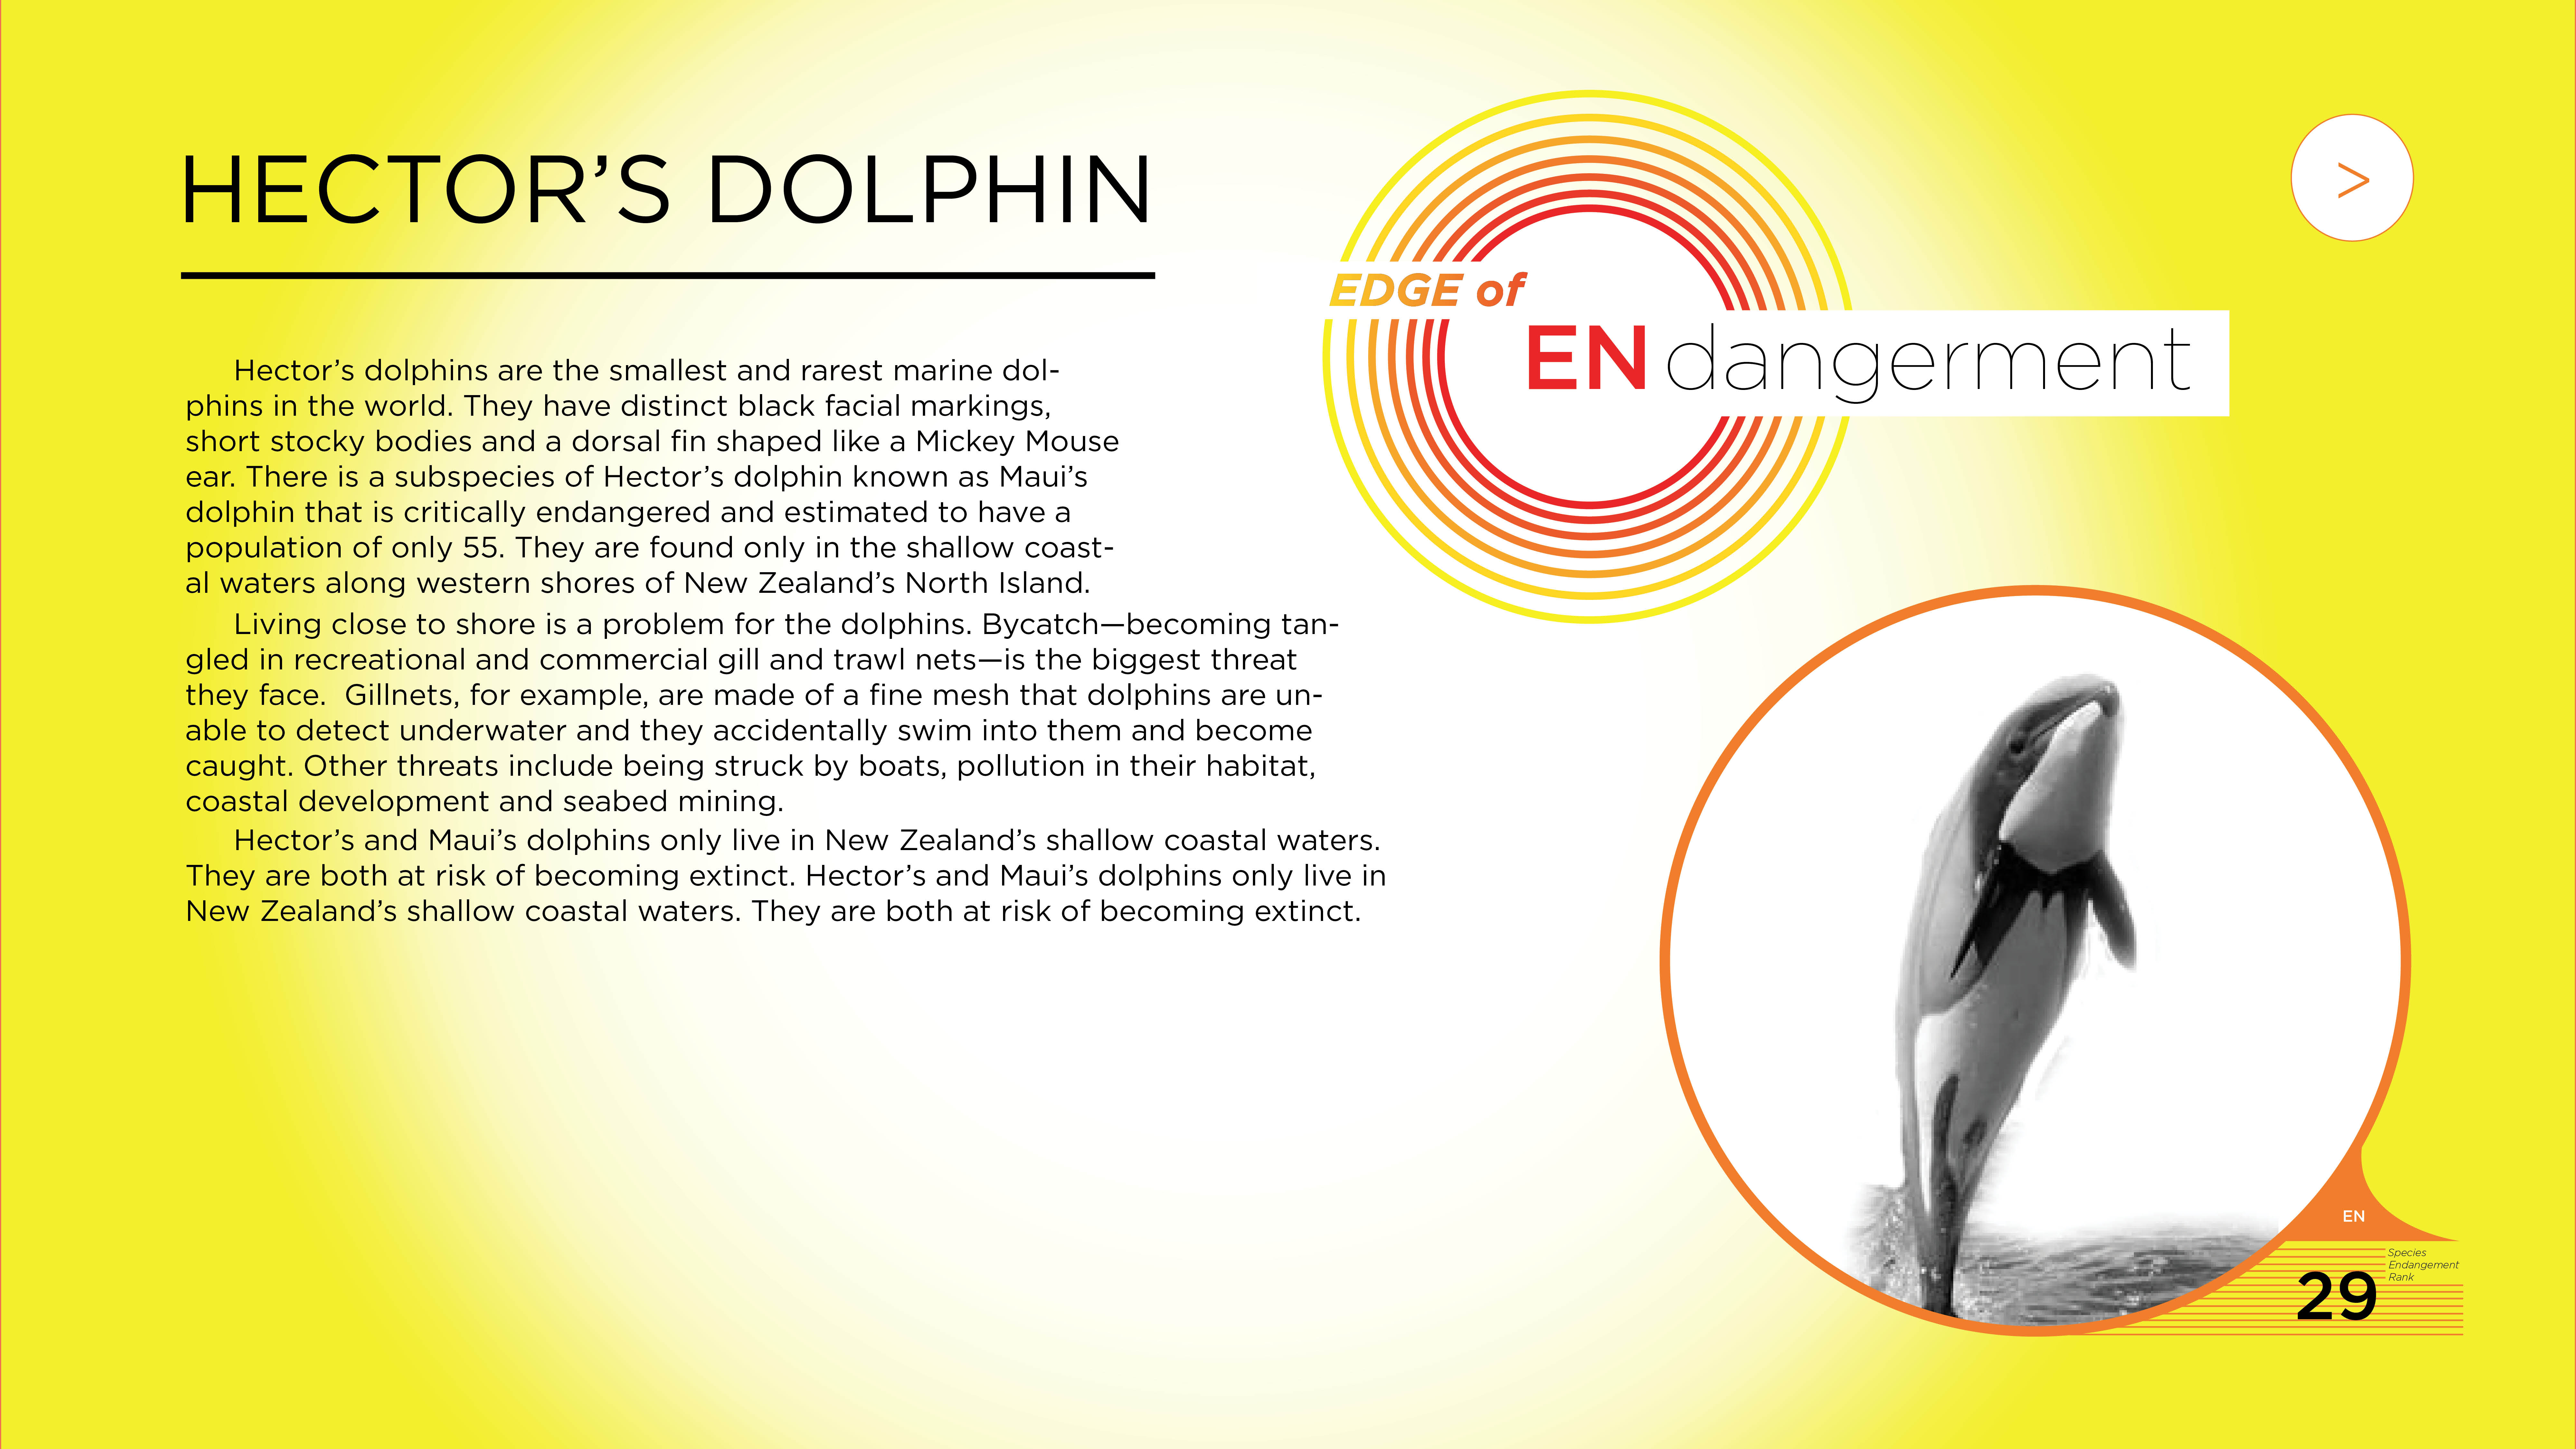 HECTOR’S DOLPHIN
>
EDGE of
ENdangerment
Hector’s dolphins are the smallest and rarest marine dol-
phins in the world. They have distinct black facial markings,
short stocky bodies and a dorsal fin shaped like a Mickey Mouse
ear. There is a subspecies of Hector’s dolphin known as Maui’s
dolphin that is critically endangered and estimated to have a
population of only 55. They are found only in the shallow coast-
al waters along western shores of New Zealand’s North Island.
Living close to shore is a problem for the dolphins. Bycatch—becoming tan-
gled in recreational and commercial gill and trawl nets—is the biggest threat
they face.  Gillnets, for example, are made of a fine mesh that dolphins are un-
able to detect underwater and they accidentally swim into them and become
caught. Other threats include being struck by boats, pollution in their habitat,
coastal development and seabed mining.
Hector’s and Maui’s dolphins only live in New Zealand’s shallow coastal waters.
They are both at risk of becoming extinct. Hector’s and Maui’s dolphins only live in
New Zealand’s shallow coastal waters. They are both at risk of becoming extinct.
EN
Species
Endangement
Rank
29